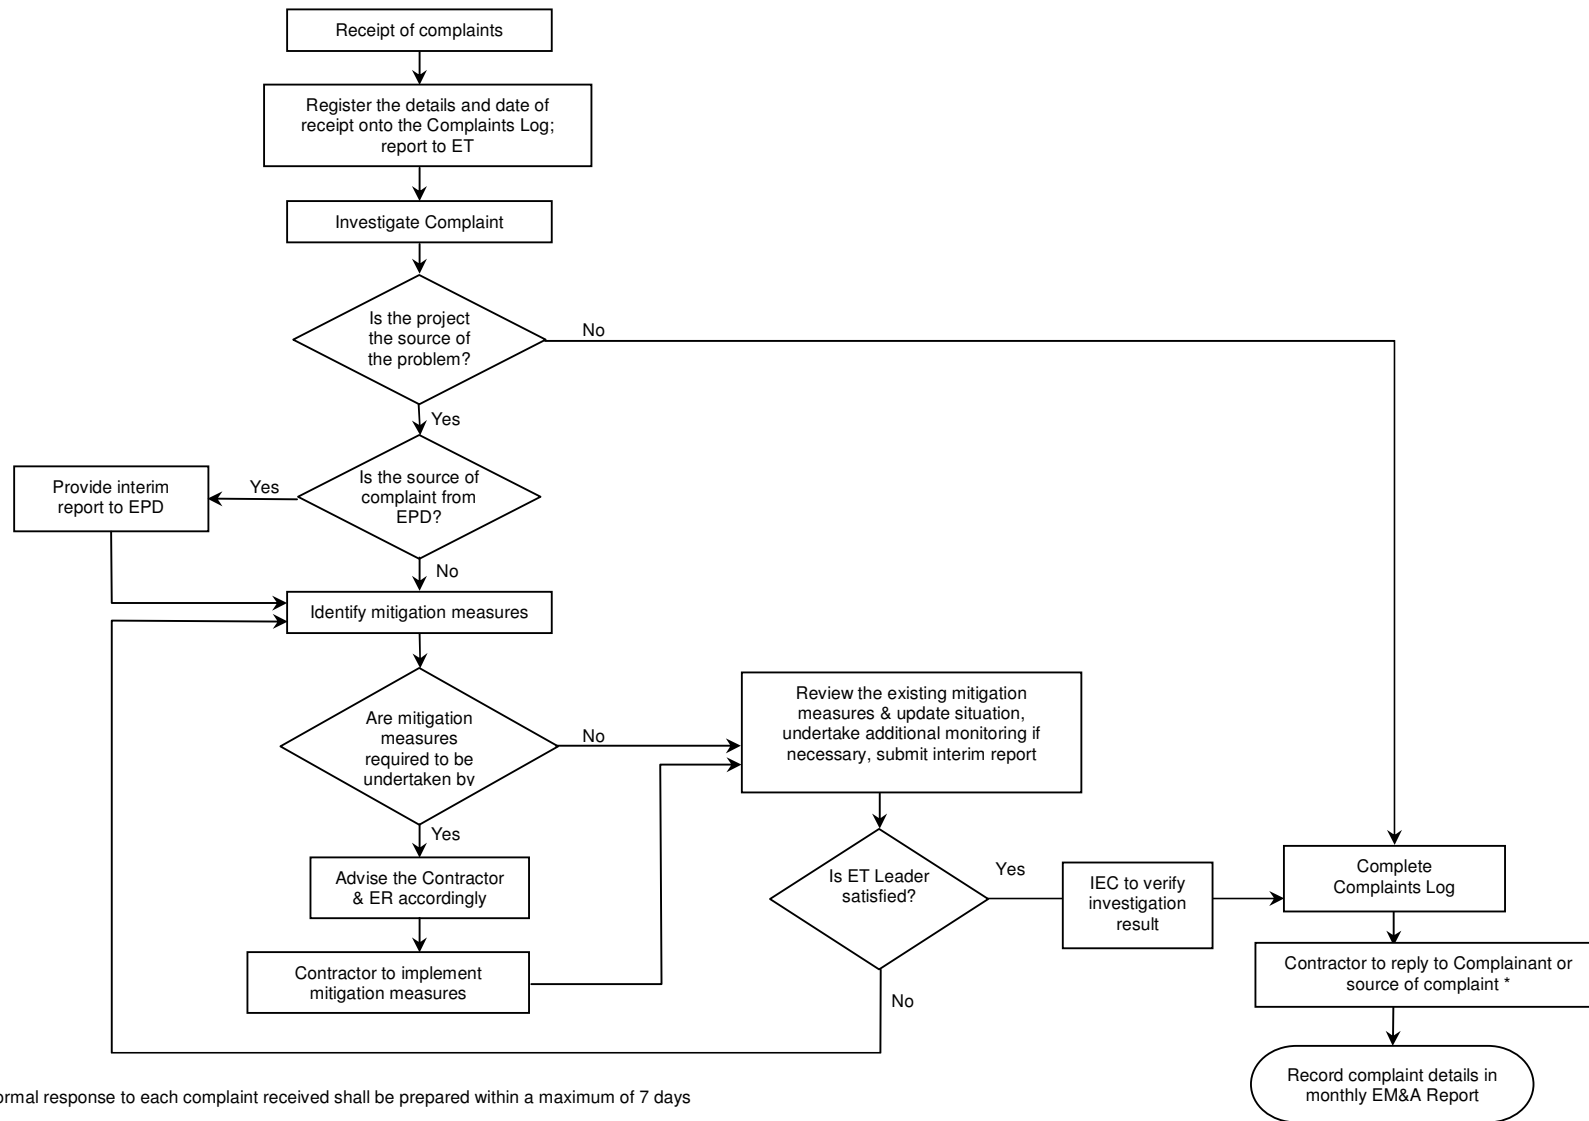 Receipt of complaints
Register the details and date of
receipt onto the Complaints Log;
report to ET
Investigate Complaint
Is the project
the source of
the problem?
No
Yes
Is the source of
complaint from
EPD?
Yes
Provide interim
report to EPD
No
Identify mitigation measures
Are mitigation
measures
required to be
undertaken by
No
Review the existing mitigation
measures & update situation,
undertake additional monitoring if
necessary, submit interim report
Yes
Advise the Contractor
& ER accordingly
Contractor to implement
mitigation measures
Is ET Leader
satisfied?
Yes
No
IEC to verify
investigation
result
Complete
Complaints Log
Contractor to reply to Complainant or
source of complaint *
Record complaint details in
monthly EM&A Report
ormal response to each complaint received shall be prepared within a maximum of 7 days